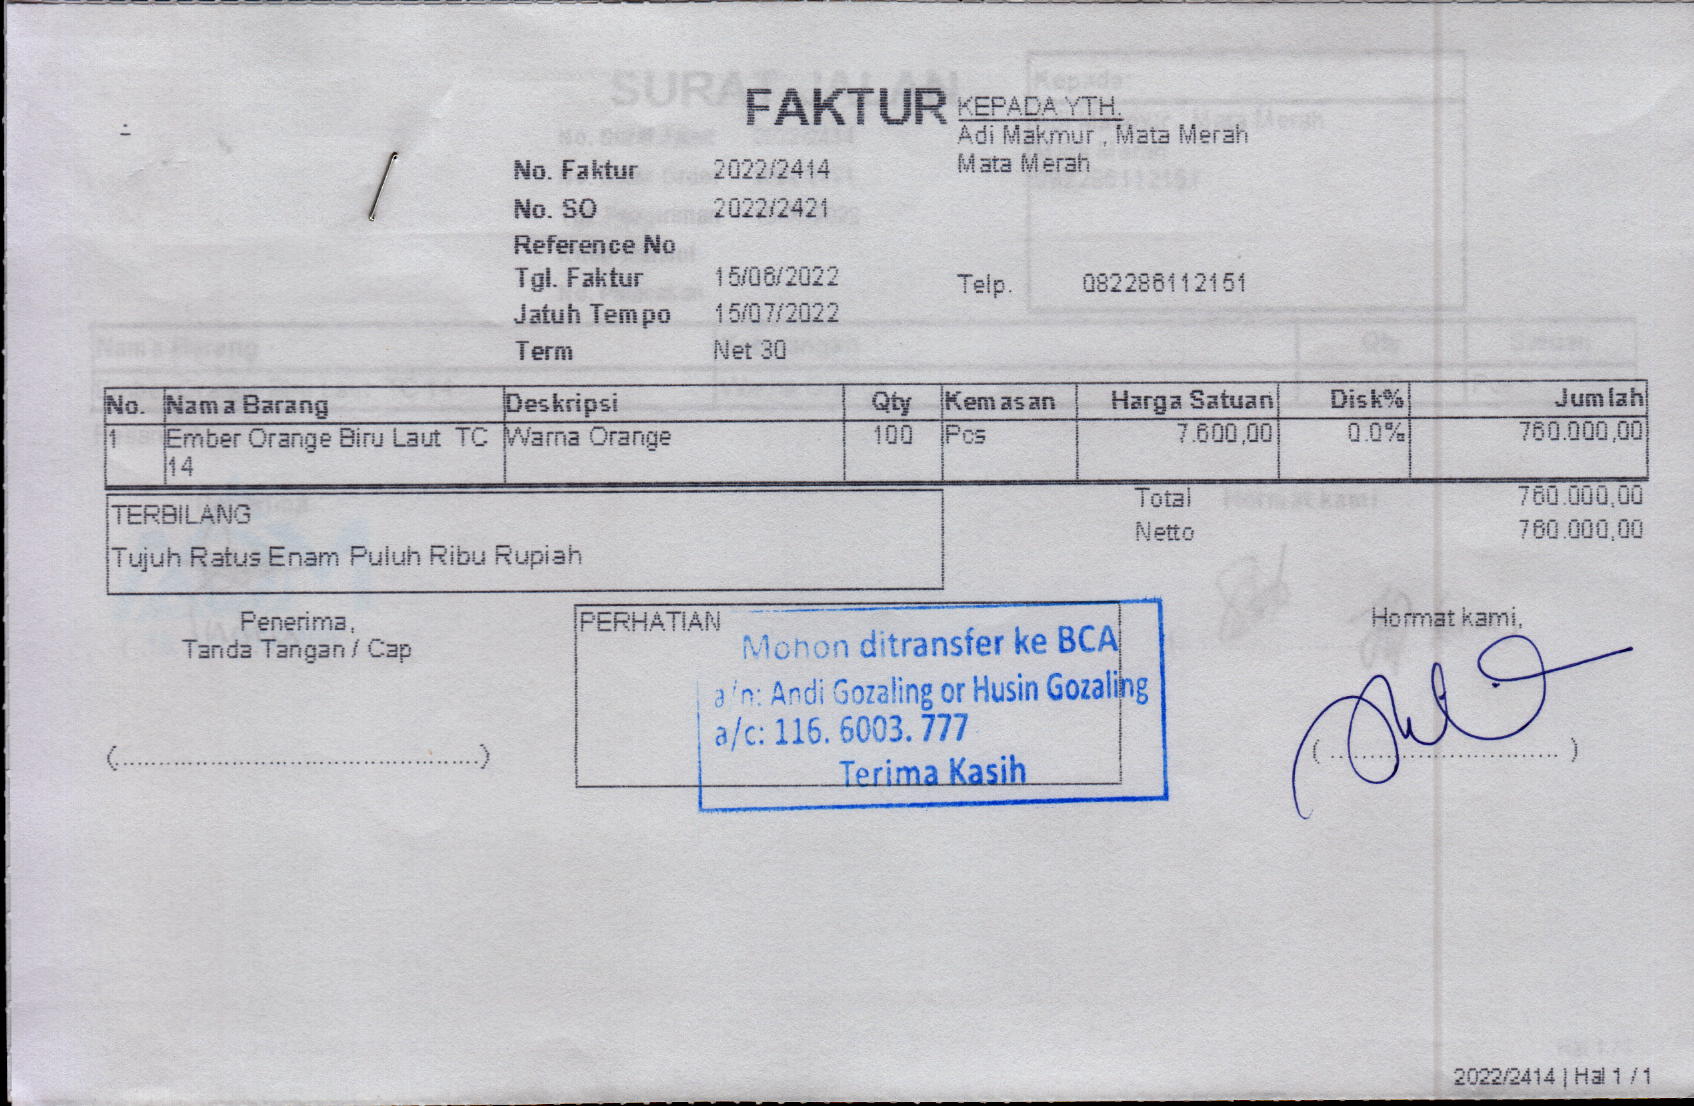 FAKTUR
KEPADA YTH.
Adi Makmur , Mata Merah
Mata Merah
Telp. 082286112151
No. Faktur 2022/2414
No. SO 2022/2421
Reference No
Tgl. Faktur 15/06/2022
Jatuh Tempo 15/07/2022
Term Net 30
No. Nama Barang Deskripsi Qty Kemasan Harga Satuan Disk% Jumlah
1 Ember Orange Biru Laut TC Warna Orange 100 Pcs 7.600,00 0.0% 760.000,00
14
Total 760.000,00
Netto 760.000,00
TERBILANG
Tujuh Ratus Enam Puluh Ribu Rupiah
Penerima,
Tanda Tangan / Cap
(..............................................)
PERHATIAN
Mohon ditransfer ke BCA
a/n: Andi Gozaling or Husin Gozaling
a/c: 116. 6003. 777
Terima Kasih
Hormat kami,
( .............................. )
2022/2414 | Hal 1 / 1